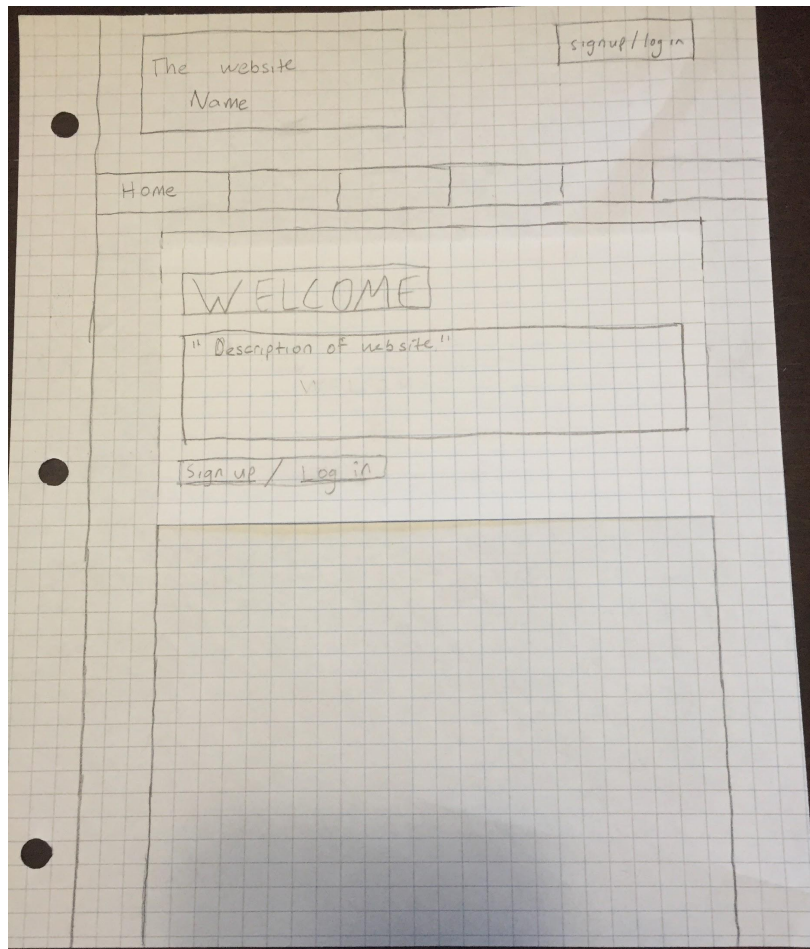 The website
Name
signup/log in
Home
WELCOME
"Description of website"
Sign up / Log in